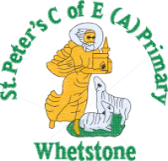 St. Peter's C of E (A) Primary
Whetstone